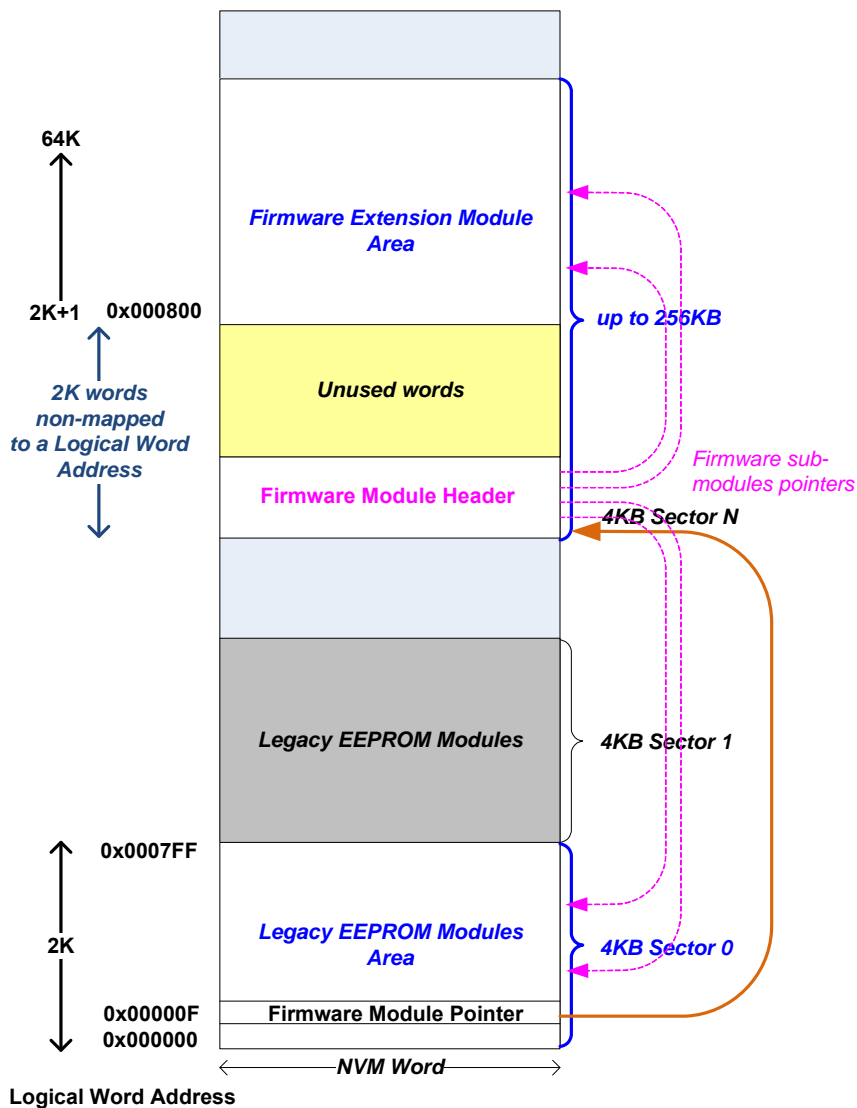 64K
Firmware Extension Module
Area
2K+1
0x000800
up to 256KB
2K words
non-mapped
to a Logical Word
Address
Unused words
Firmware sub-
modules pointers
Firmware Module Header
4KB Sector N
Legacy EEPROM Modules
4KB Sector 1
0x0007FF
2K
Legacy EEPROM Modules
Area
4KB Sector 0
0x00000F
Firmware Module Pointer
0x000000
NVM Word
Logical Word Address